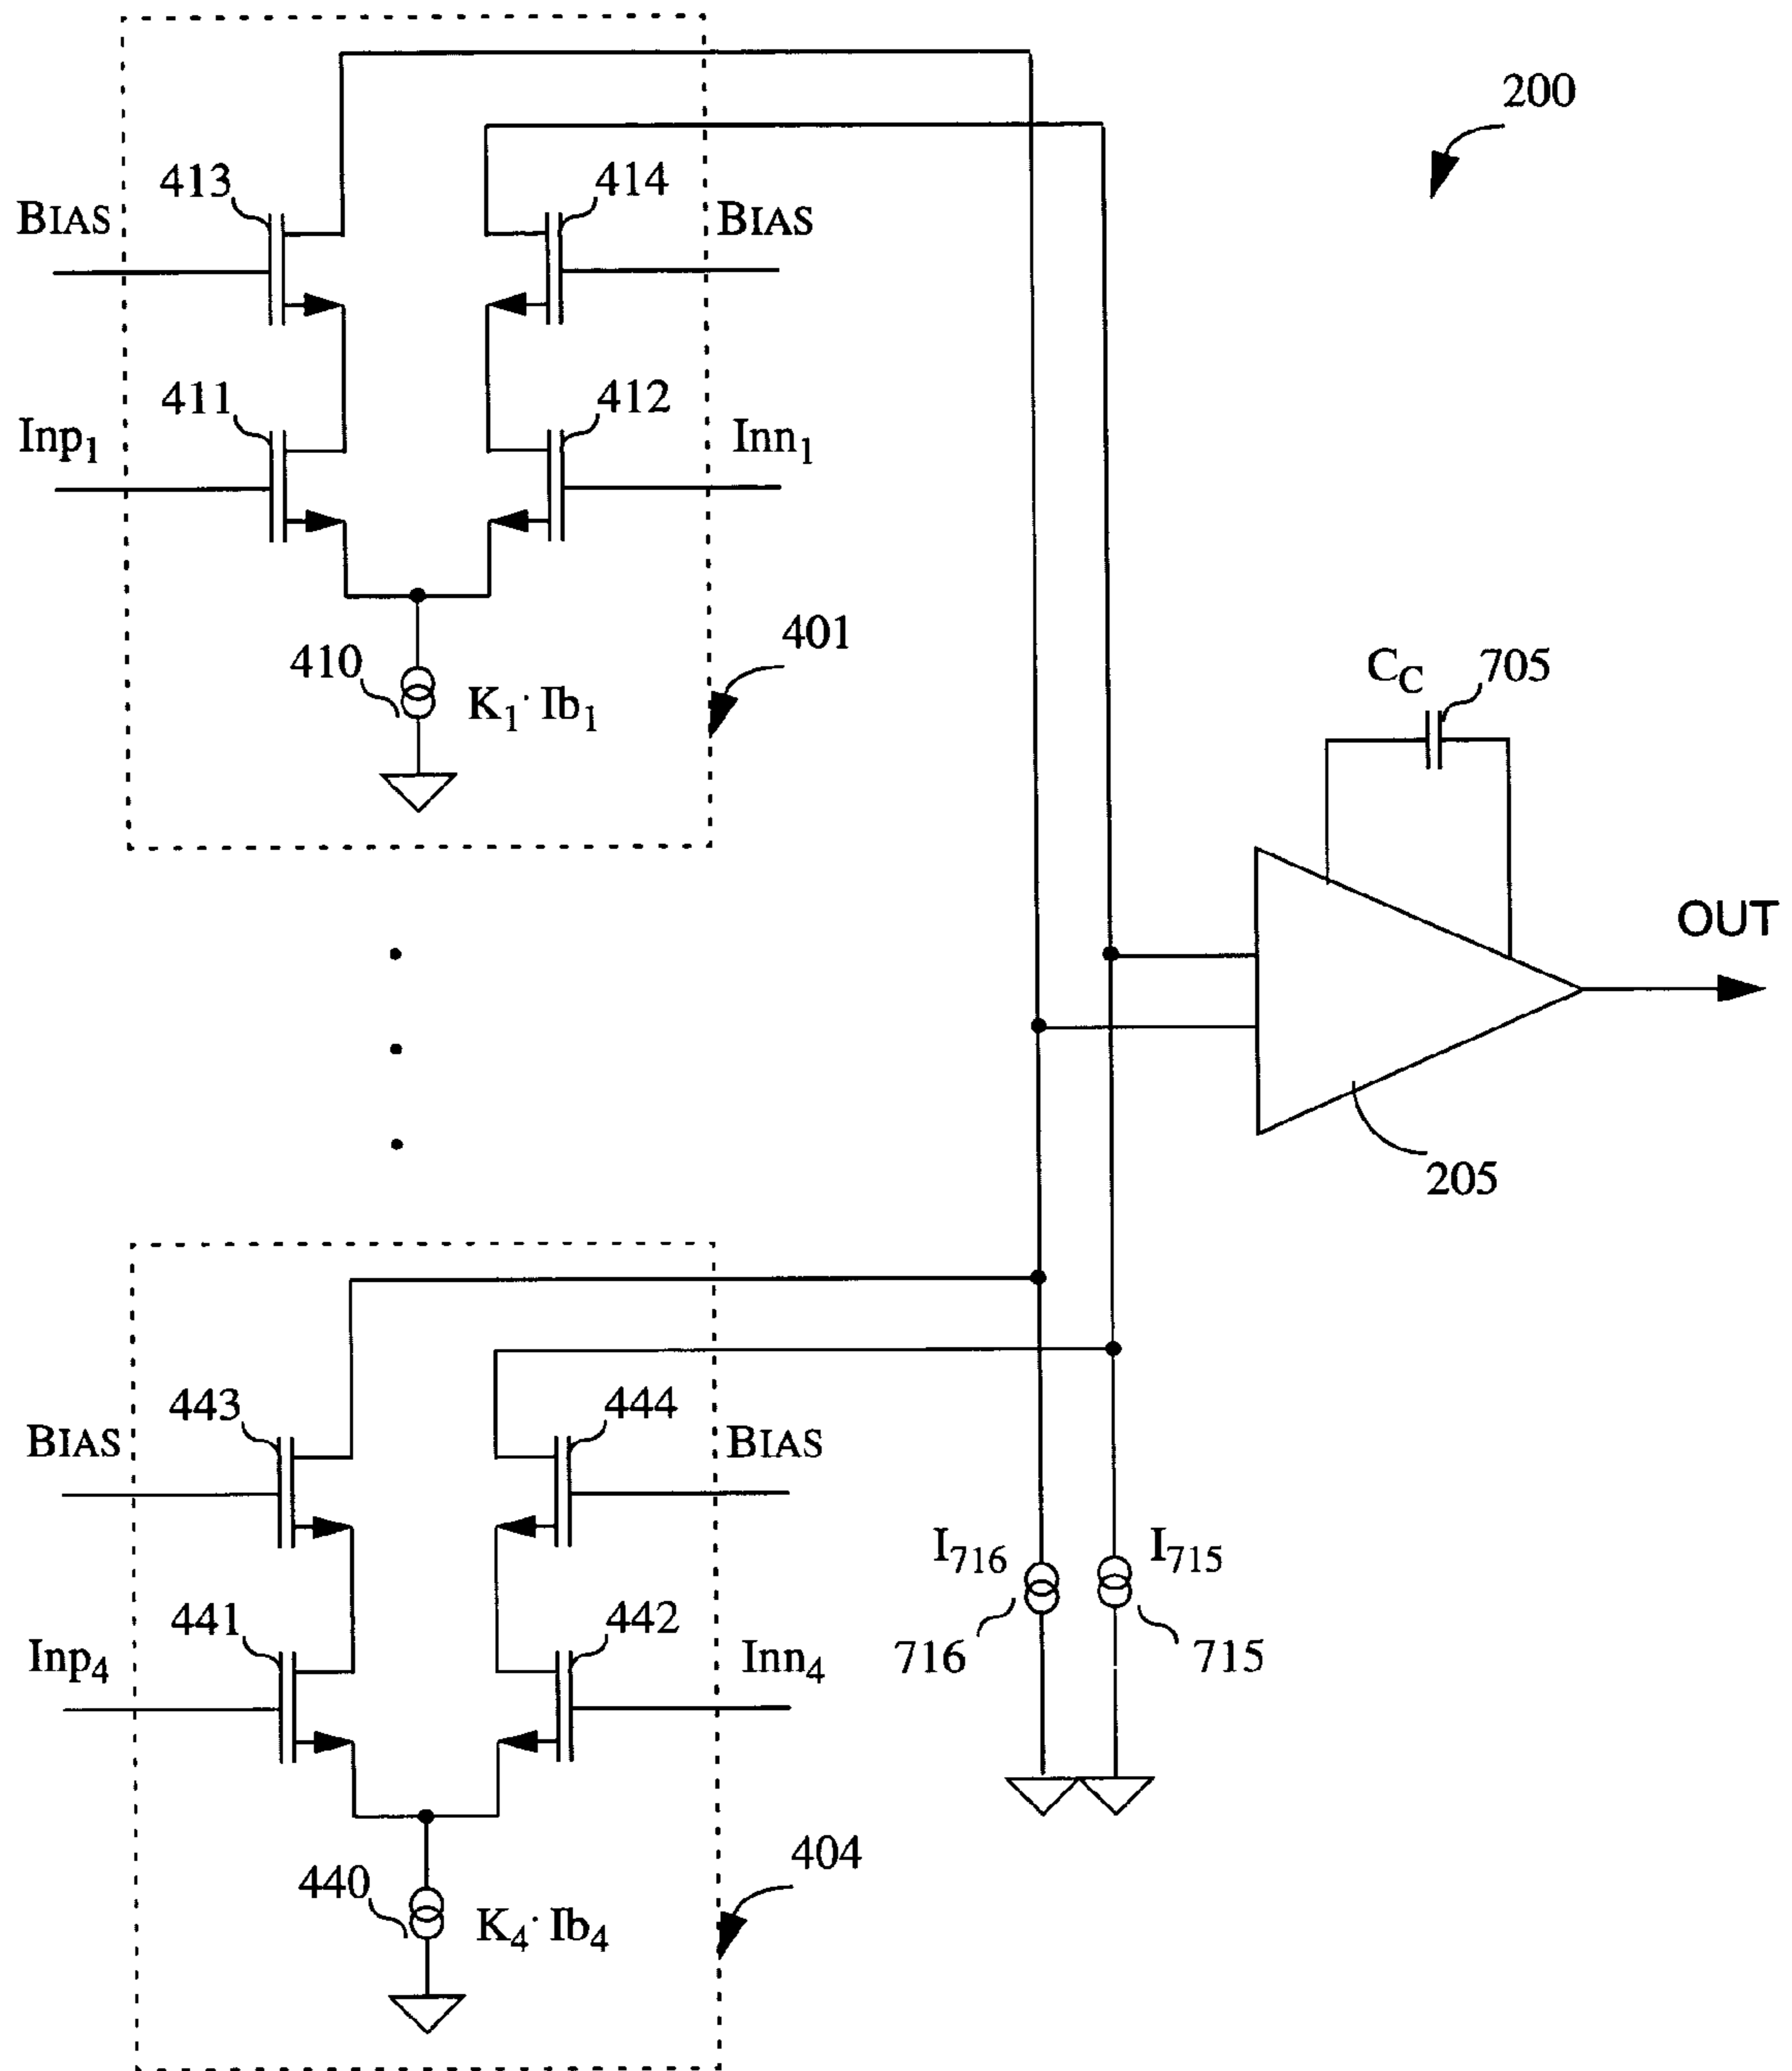 200
413
414
BIAS
BIAS
411
412
Inp1
Inn1
410
K1 · Ib1
401
CC
705
OUT
205
443
444
BIAS
BIAS
441
442
Inp4
Inn4
I716
I715
716
715
440
K4 · Ib4
404